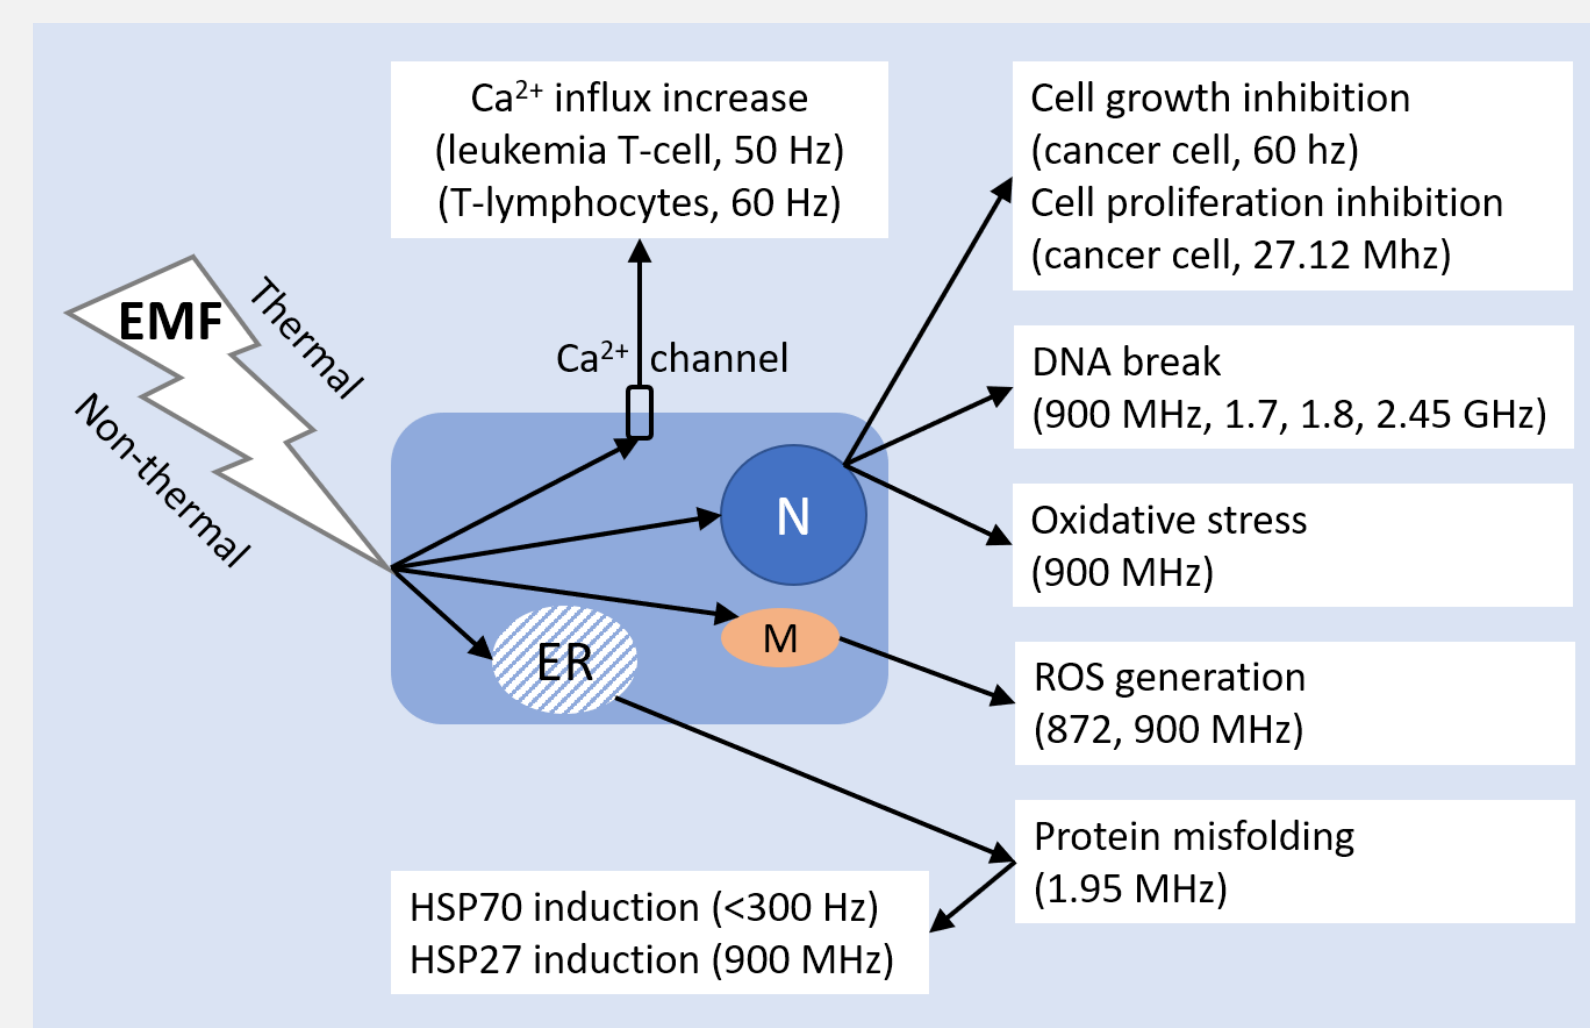 Ca²⁺ influx increase
(leukemia T-cell, 50 Hz)
(T-lymphocytes, 60 Hz)
Cell growth inhibition
(cancer cell, 60 hz)
Cell proliferation inhibition
(cancer cell, 27.12 Mhz)
EMF
Thermal
Non-thermal
Ca²⁺ channel
DNA break
(900 MHz, 1.7, 1.8, 2.45 GHz)
N
Oxidative stress
(900 MHz)
M
ER
ROS generation
(872, 900 MHz)
Protein misfolding
(1.95 MHz)
HSP70 induction (<300 Hz)
HSP27 induction (900 MHz)